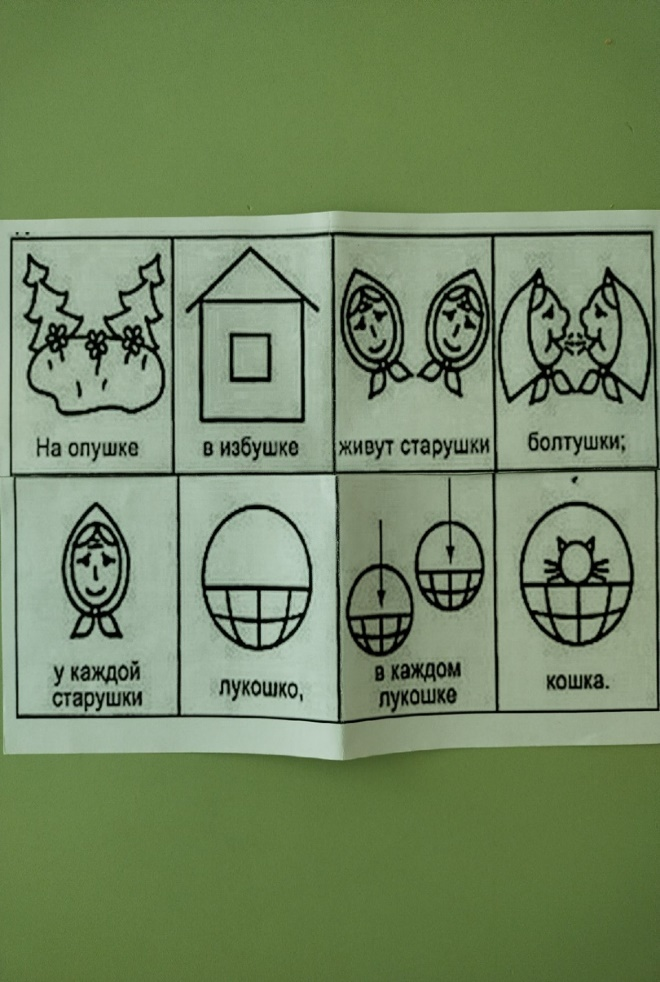 На опушке
в избушке
живут старушки
болтушки;
у каждой
старушки
лукошко,
в каждом
лукошке
кошка.